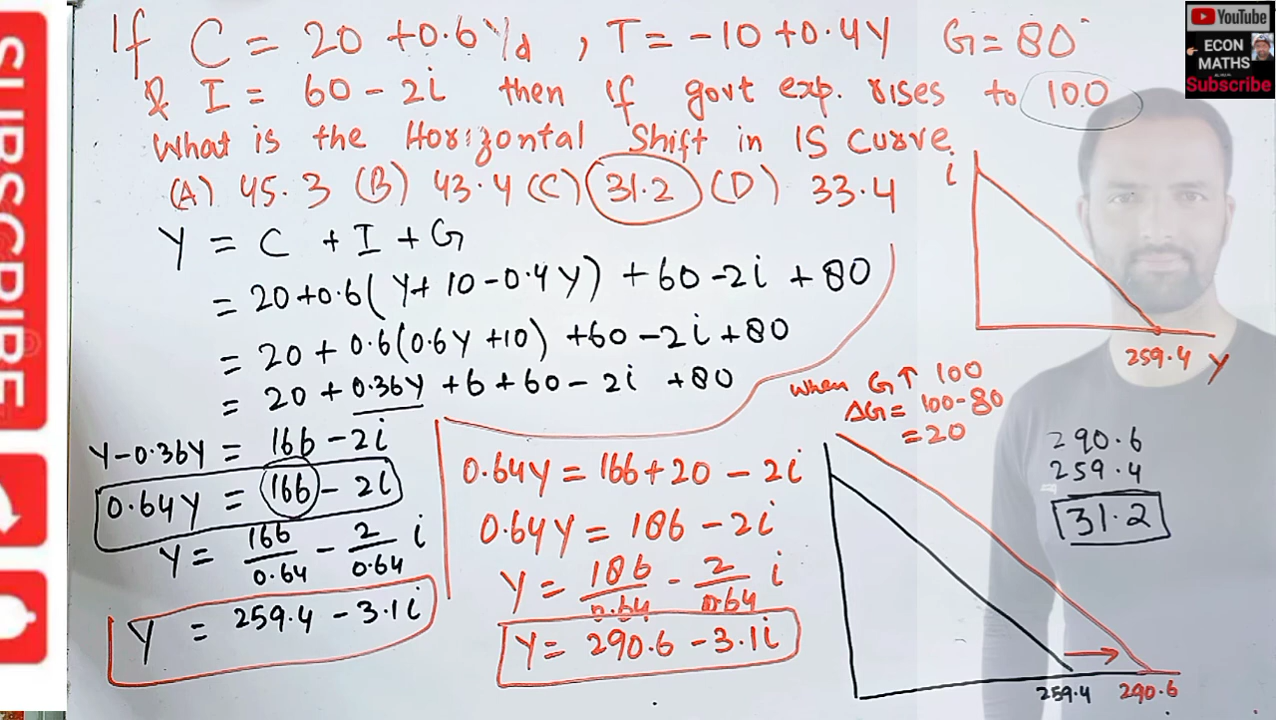 If C = 20 + 0.6Yd , T = -10 + 0.4Y G = 80
& I = 60 - 2i then if govt exp. rises to 100
What is the Horizontal Shift in IS curve
(A) 45.3 (B) 43.4 (C) 31.2 (D) 33.4
Y = C + I + G
= 20+0.6(Y+10-0.4Y) + 60-2i + 80
= 20 + 0.6(0.6Y+10) + 60 - 2i + 80
= 20 + 0.36Y + 6 + 60 - 2i + 80
Y-0.36Y = 166-2i
0.64Y = 166 - 2i
Y = 166/0.64 - 2/0.64 i
Y = 259.4 - 3.1i
when G↑ 100
ΔG = 100-80
= 20
0.64Y = 166+20 - 2i
0.64Y = 186 - 2i
Y = 186/0.64 - 2/0.64 i
Y = 290.6 - 3.1i
i
259.4 Y
290.6
259.4
31.2
259.4 290.6
SUBSCRIBE
YouTube
ECON
MATHS
Subscribe